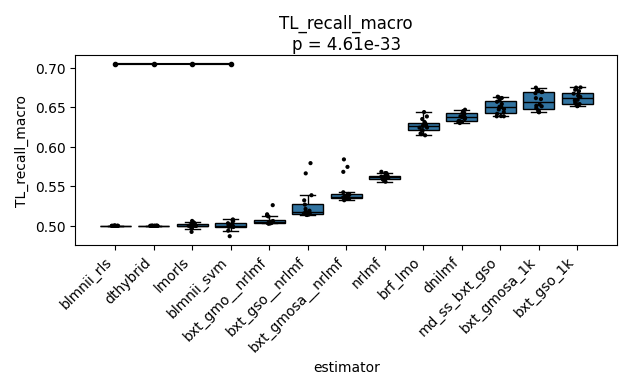 TL_recall_macro
p = 4.61e-33
TL_recall_macro
0.70
0.65
0.60
0.55
0.50
blmnii_rls
dthybrid
lmorls
blmnii_svm
bxt_gmo__nrlmf
bxt_gso__nrlmf
bxt_gmosa__nrlmf
nrlmf
brf_lmo
dnilmf
md_ss_bxt_gso
bxt_gmosa_1k
bxt_gso_1k
estimator